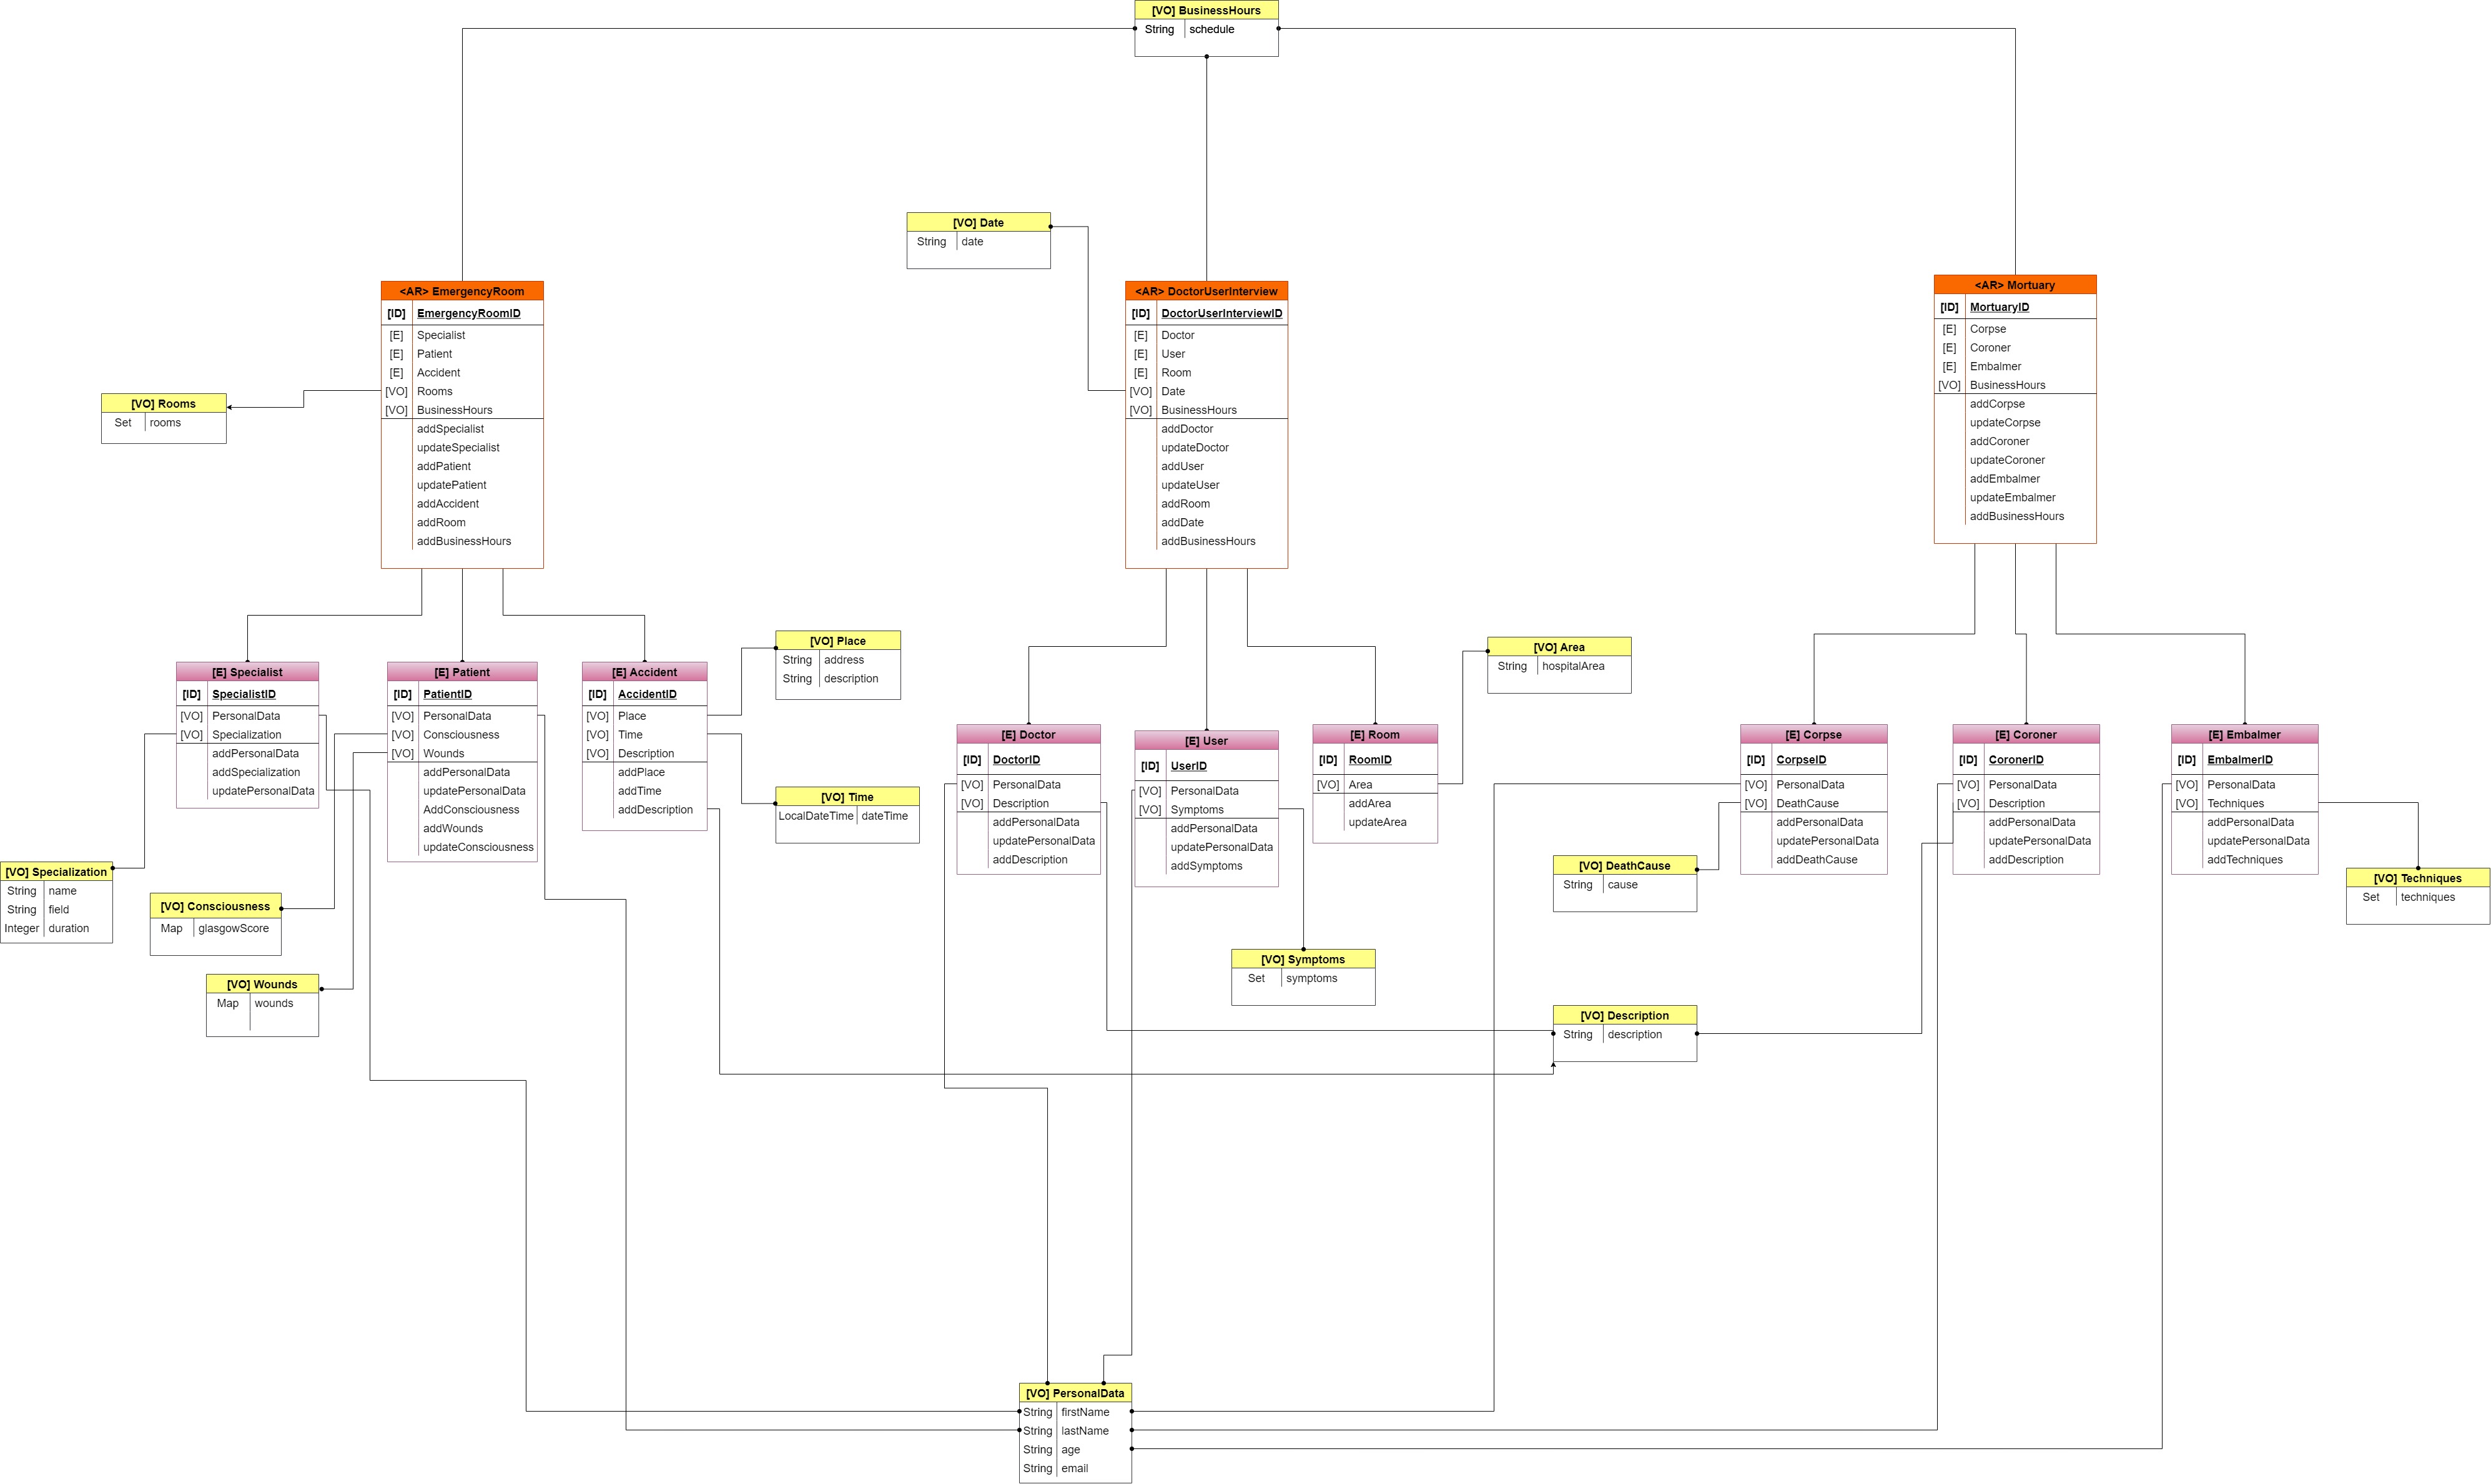 [VO] BusinessHours
String schedule
[VO] Date
String date
<AR> EmergencyRoom
[ID] EmergencyRoomID
[E] Specialist
[E] Patient
[E] Accident
[VO] Rooms
[VO] BusinessHours
addSpecialist
updateSpecialist
addPatient
updatePatient
addAccident
addRoom
addBusinessHours
<AR> DoctorUserInterview
[ID] DoctorUserInterviewID
[E] Doctor
[E] User
[E] Room
[VO] Date
[VO] BusinessHours
addDoctor
updateDoctor
addUser
updateUser
addRoom
addDate
addBusinessHours
<AR> Mortuary
[ID] MortuaryID
[E] Corpse
[E] Coroner
[E] Embalmer
[VO] BusinessHours
addCorpse
updateCorpse
addCoroner
updateCoroner
addEmbalmer
updateEmbalmer
addBusinessHours
[VO] Rooms
Set rooms
[E] Specialist
[ID] SpecialistID
[VO] PersonalData
[VO] Specialization
addPersonalData
addSpecialization
updatePersonalData
[E] Patient
[ID] PatientID
[VO] PersonalData
[VO] Consciousness
[VO] Wounds
addPersonalData
updatePersonalData
AddConsciousness
addWounds
updateConsciousness
[E] Accident
[ID] AccidentID
[VO] Place
[VO] Time
[VO] Description
addPlace
addTime
addDescription
[VO] Place
String address
String description
[VO] Time
LocalDateTime dateTime
[E] Doctor
[ID] DoctorID
[VO] PersonalData
[VO] Description
addPersonalData
updatePersonalData
addDescription
[E] User
[ID] UserID
[VO] PersonalData
[VO] Symptoms
addPersonalData
updatePersonalData
addSymptoms
[E] Room
[ID] RoomID
[VO] Area
addArea
updateArea
[VO] Area
String hospitalArea
[E] Corpse
[ID] CorpseID
[VO] PersonalData
[VO] DeathCause
addPersonalData
updatePersonalData
addDeathCause
[E] Coroner
[ID] CoronerID
[VO] PersonalData
[VO] Description
addPersonalData
updatePersonalData
addDescription
[E] Embalmer
[ID] EmbalmerID
[VO] PersonalData
[VO] Techniques
addPersonalData
updatePersonalData
addTechniques
[VO] Specialization
String name
String field
Integer duration
[VO] Consciousness
Map glasgowScore
[VO] Wounds
Map wounds
[VO] DeathCause
String cause
[VO] Techniques
Set techniques
[VO] Symptoms
Set symptoms
[VO] Description
String description
[VO] PersonalData
String firstName
String lastName
String age
String email